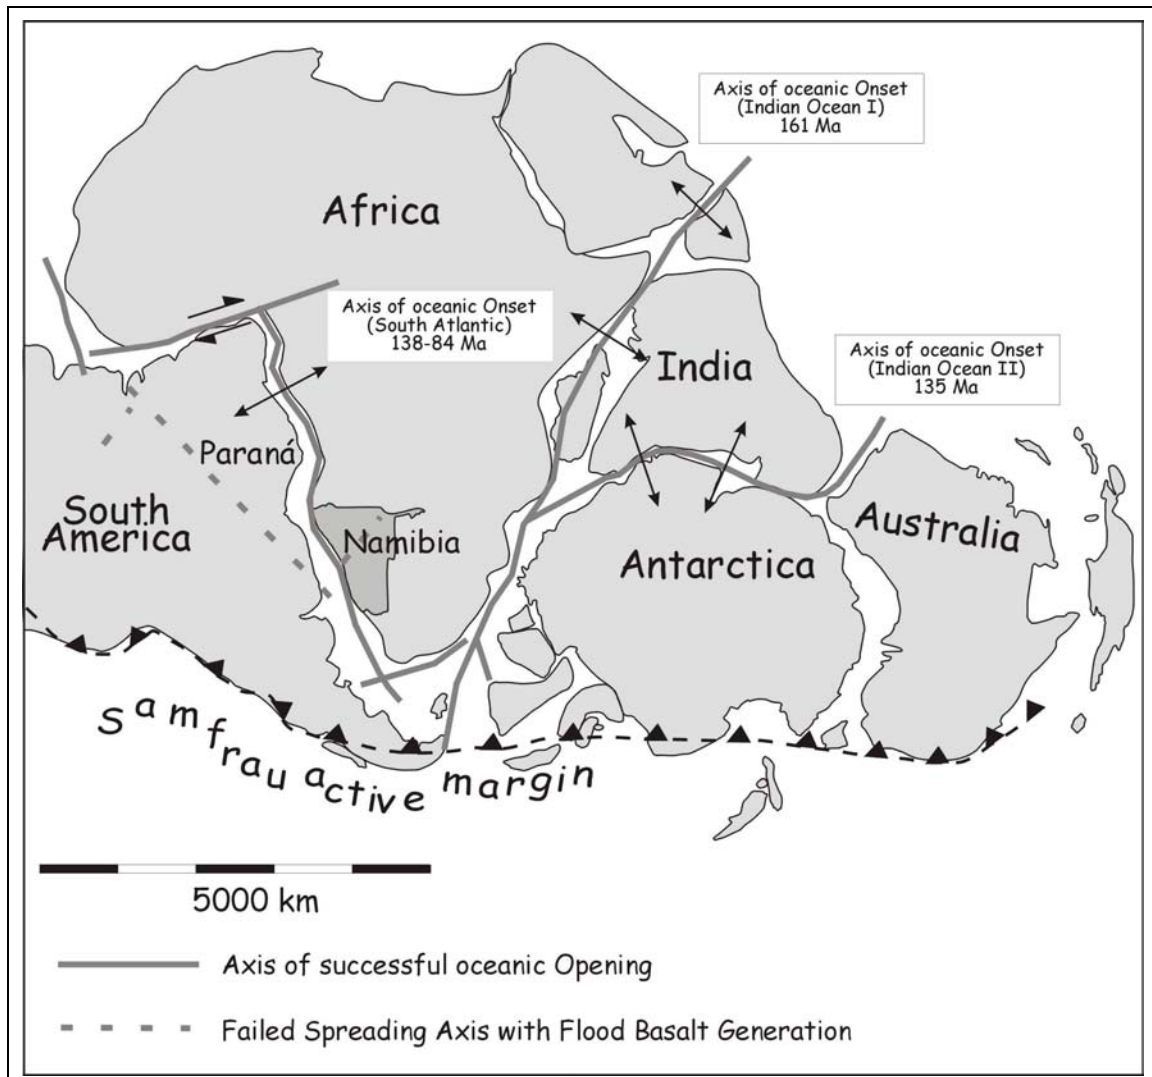 Axis of oceanic Onset
(Indian Ocean I)
161 Ma
Africa
Axis of oceanic Onset
(South Atlantic)
138-84 Ma
Axis of oceanic Onset
(Indian Ocean II)
135 Ma
India
Paraná
South
America
Namibia
Antarctica
Australia
Samfrau active margin
5000 km
Axis of successful oceanic Opening
Failed Spreading Axis with Flood Basalt Generation